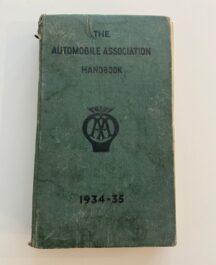 THE
AUTOMOBILE ASSOCIATION
HANDBOOK
AA
1934-35